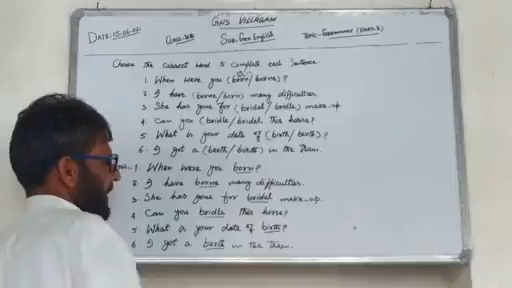 GHS VILLAGAM
DATE:-15-06-021
Class:-10th
Sub:-Gen English
Topic:-Grammar (Part-3)
Choose the correct word to complete each sentence
1. When were you (born/borne)?
2. I have (borne/born) many difficulties.
3. She has gone for (bridal/bridle) make-up
4. Can you (bridle/bridal this horse?
5 What is your date of (birth/berth)?
6. I got a (berth/birth) in the Train.
1. When were you born?
2. I have borne many difficulties.
3. She has gone for bridal make-up.
4 Can you bridle this horse?
5. What is your date of birth?
6 I got a berth in the Train.